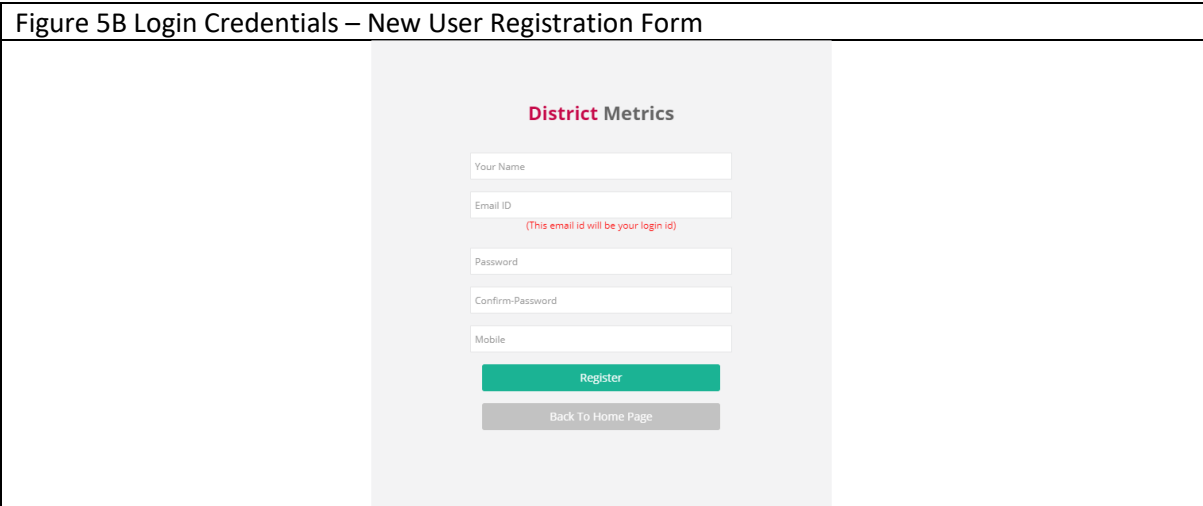 Figure 5B Login Credentials – New User Registration Form
District Metrics
Your Name
Email ID
(This email id will be your login id)
Password
Confirm-Password
Mobile
Register
Back To Home Page